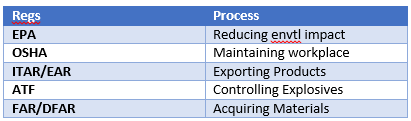 Regs Process
EPA Reducing envtl impact
OSHA Maintaining workplace
ITAR/EAR Exporting Products
ATF Controlling Explosives
FAR/DFAR Acquiring Materials